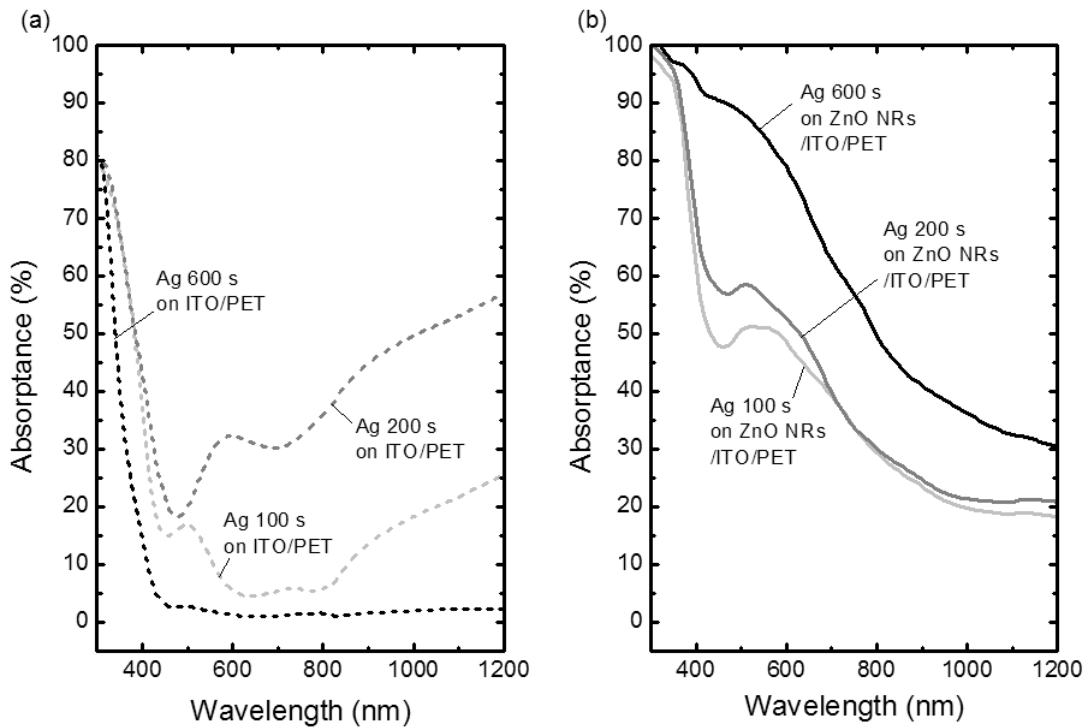 (a)
100
90
80
70
60
50
40
30
20
10
0
Absorptance (%)
Ag 600 s
on ITO/PET
Ag 200 s
on ITO/PET
Ag 100 s
on ITO/PET
400
600
800
1000
1200
Wavelength (nm)
(b)
100
90
80
70
60
50
40
30
20
10
0
Absorptance (%)
Ag 600 s
on ZnO NRs
/ITO/PET
Ag 200 s
on ZnO NRs
/ITO/PET
Ag 100 s
on ZnO NRs
/ITO/PET
400
600
800
1000
1200
Wavelength (nm)